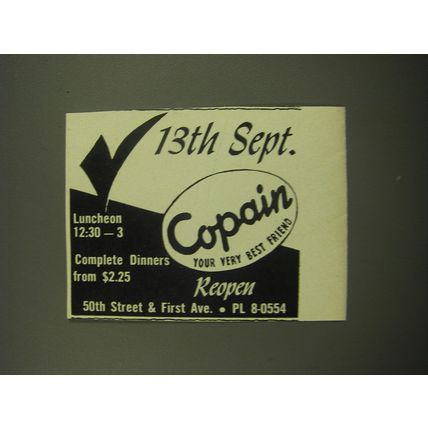 13th Sept.
Copain
YOUR VERY BEST FRIEND
Luncheon
12:30 — 3
Complete Dinners
from $2.25
Reopen
50th Street & First Ave. • PL 8-0554